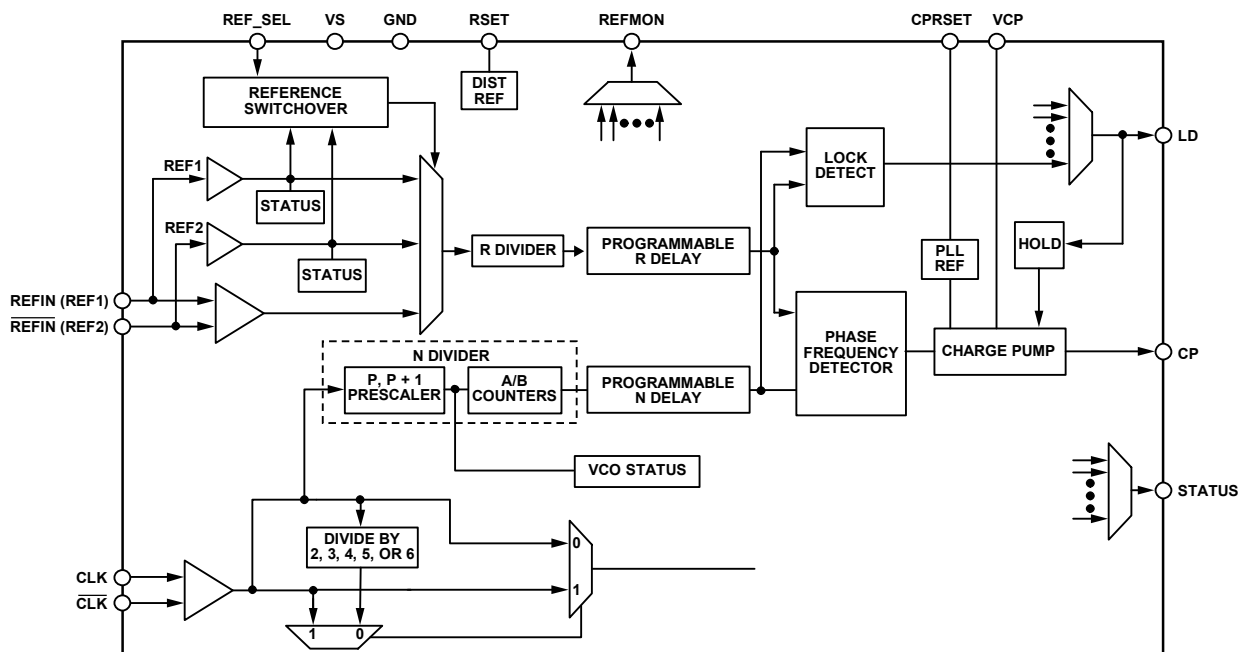 REF_SEL VS GND RSET REFMON CPRSET VCP
REFERENCE
SWITCHOVER
DIST
REF
REF1
STATUS
REF2
STATUS
R DIVIDER
PROGRAMMABLE
R DELAY
LOCK
DETECT
LD
HOLD
PLL
REF
REFIN (REF1)
REFIN (REF2)
N DIVIDER
P, P + 1
PRESCALER
A/B
COUNTERS
PROGRAMMABLE
N DELAY
PHASE
FREQUENCY
DETECTOR
CHARGE PUMP
CP
VCO STATUS
STATUS
DIVIDE BY
2, 3, 4, 5, OR 6
0
CLK
CLK
1
1 0